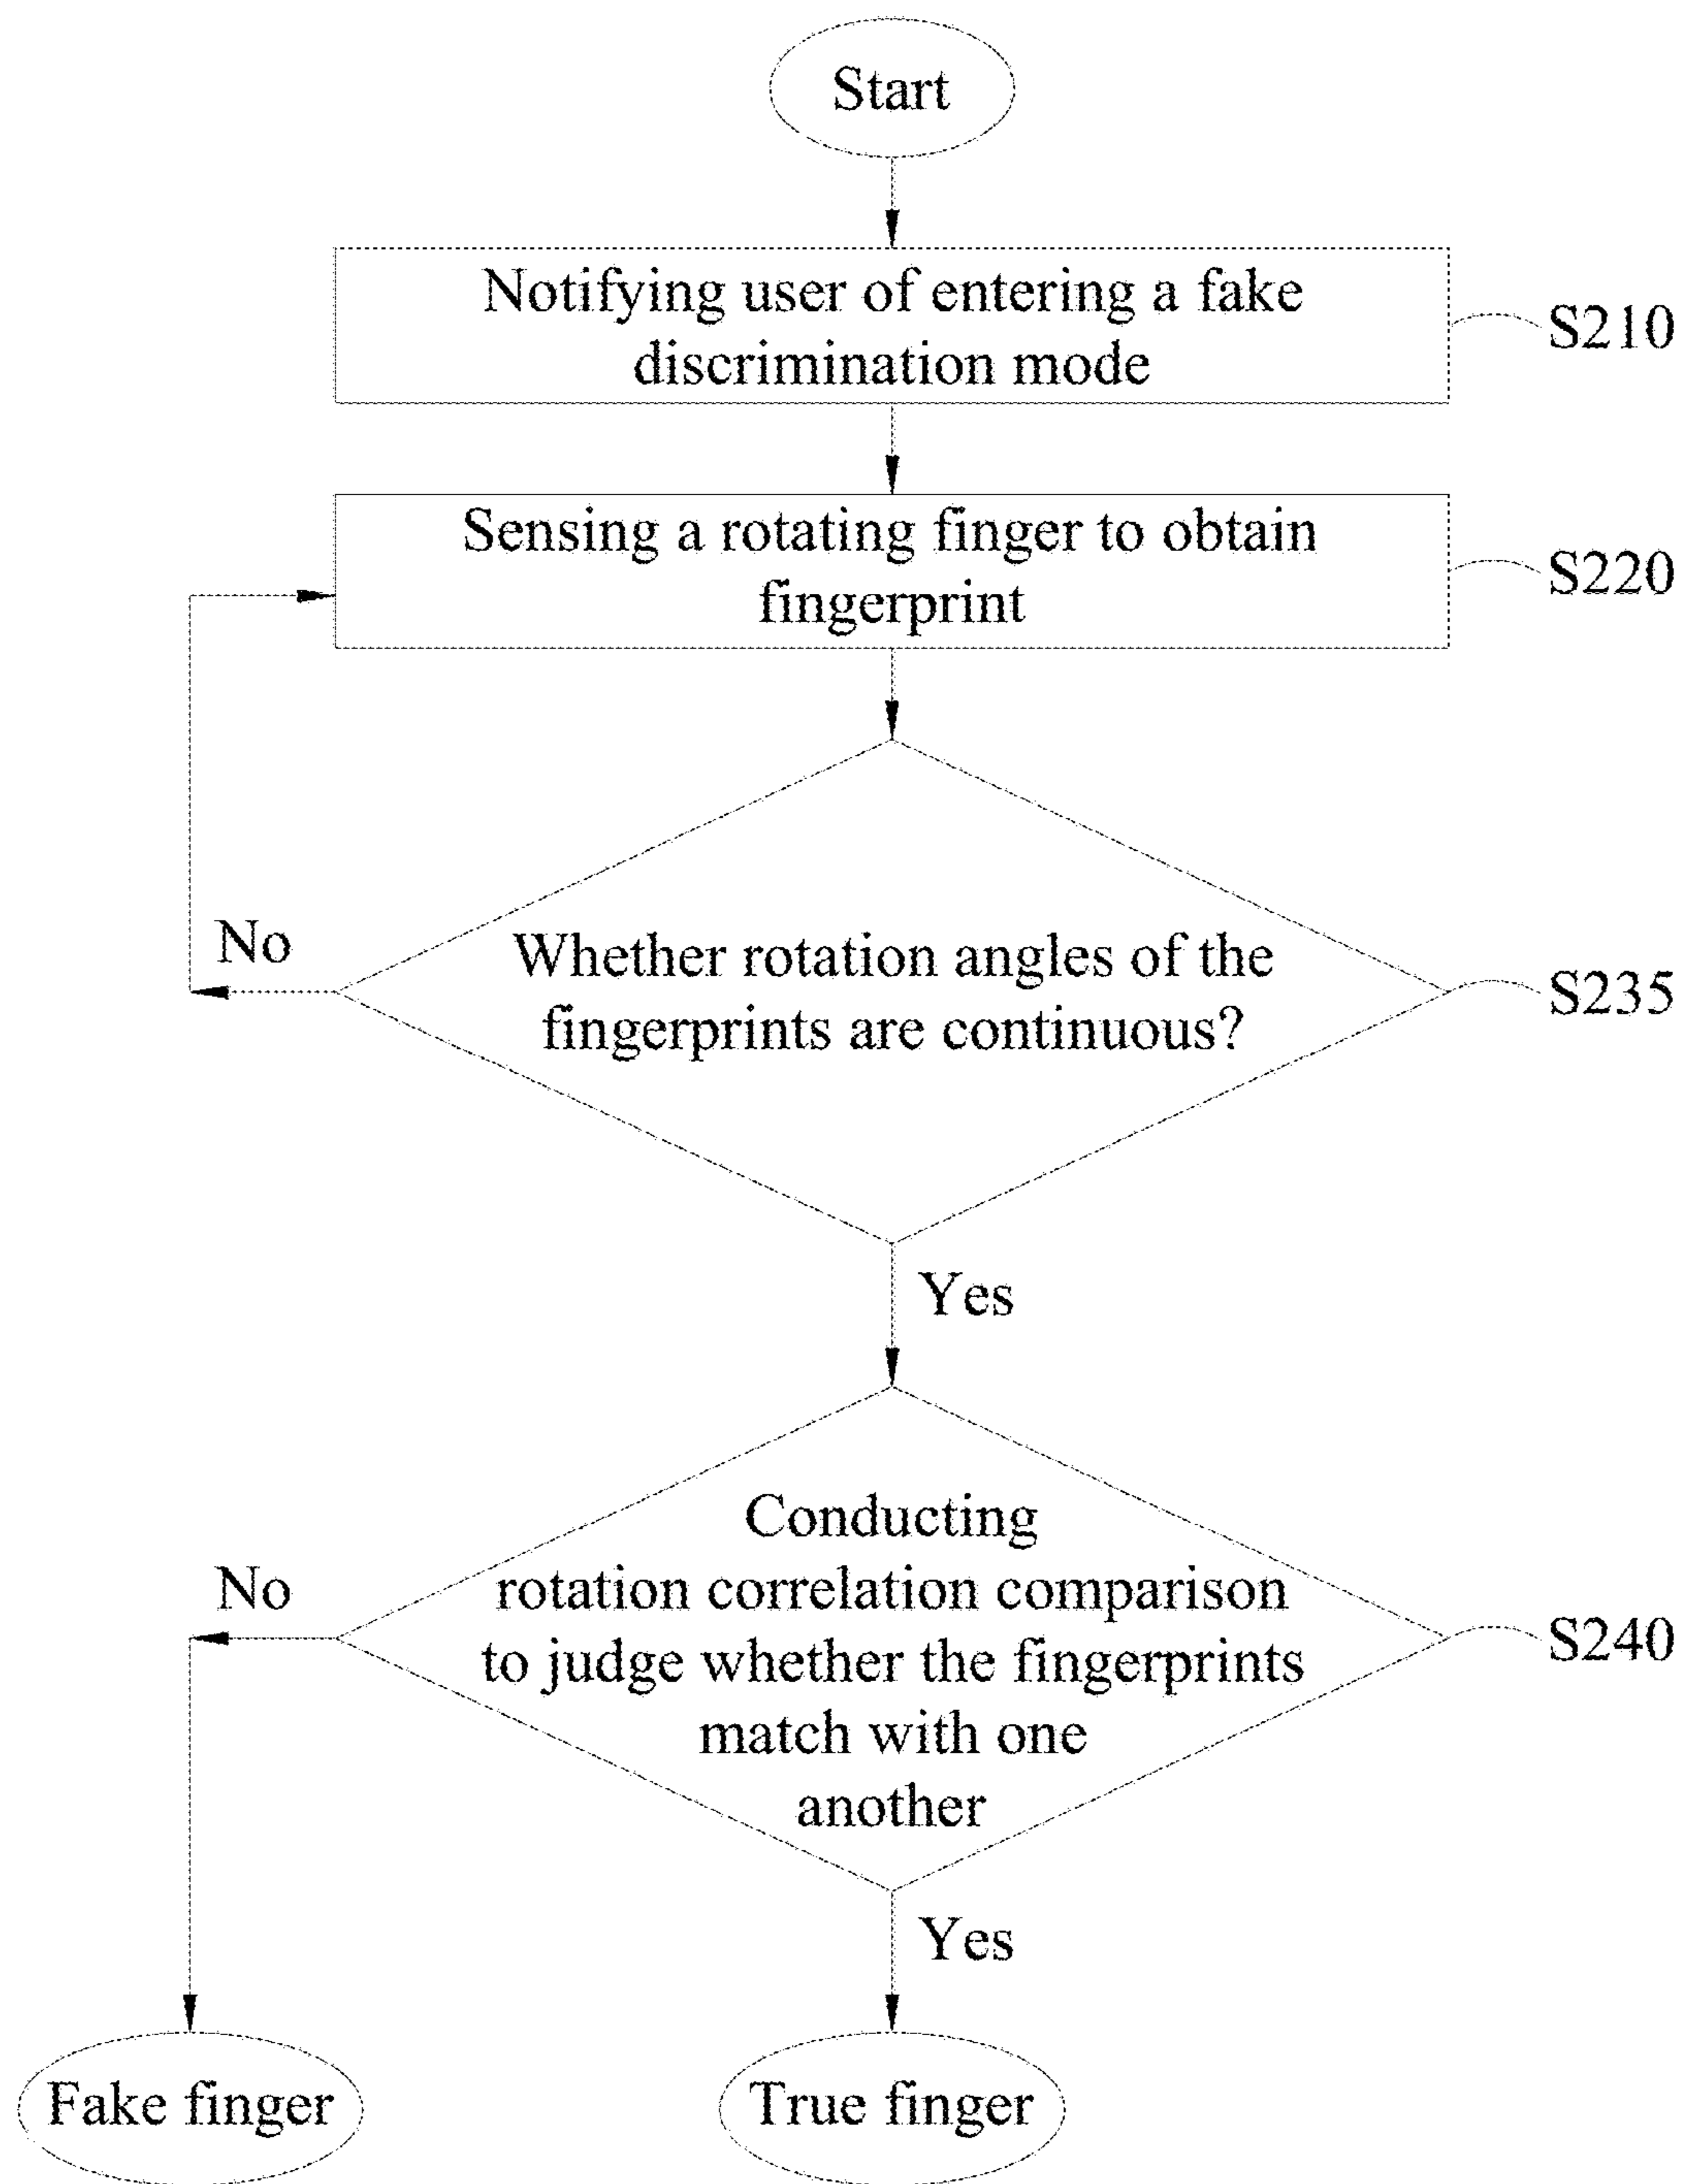 Start
Notifying user of entering a fake
discrimination mode
S210
Sensing a rotating finger to obtain
fingerprint
S220
No
Whether rotation angles of the
fingerprints are continuous?
S235
Yes
Conducting
rotation correlation comparison
to judge whether the fingerprints
match with one
another
No
S240
Yes
Fake finger
True finger